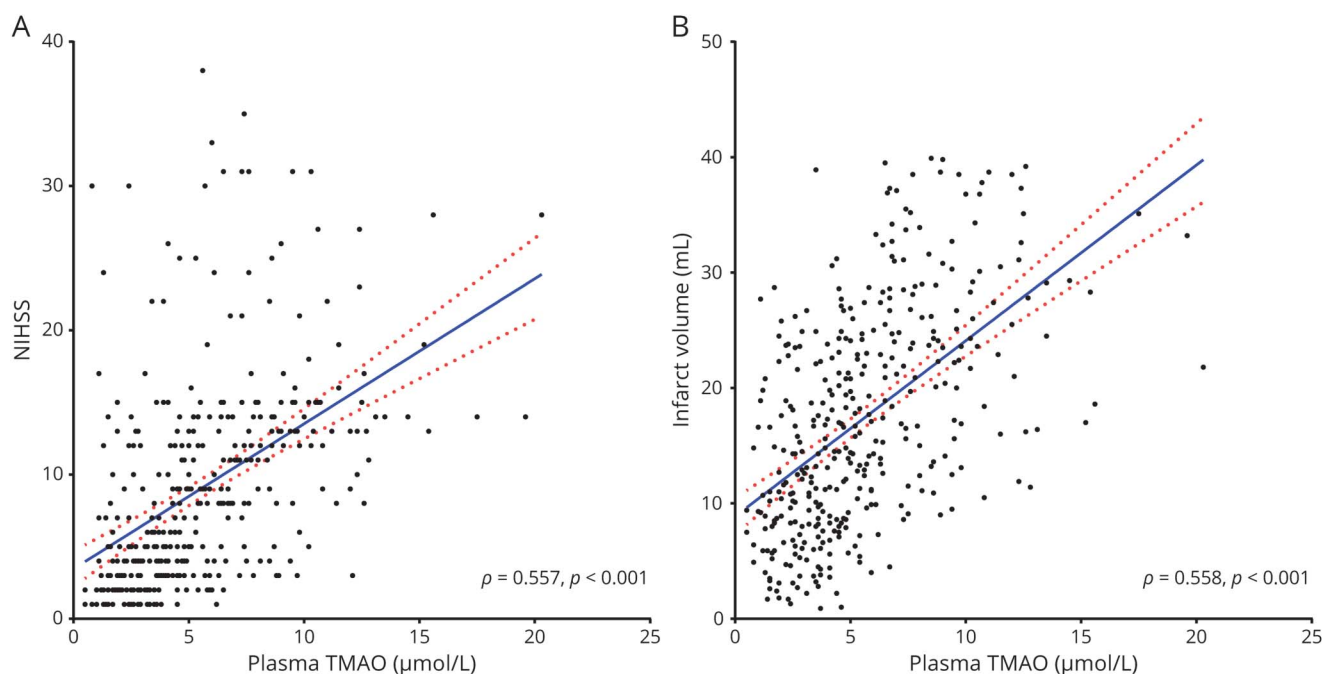 A
40
30
20
10
0
NIHSS
ρ = 0.557, p < 0.001
0 5 10 15 20 25
Plasma TMAO (μmol/L)
B
50
40
30
20
10
0
Infarct volume (mL)
ρ = 0.558, p < 0.001
0 5 10 15 20 25
Plasma TMAO (μmol/L)